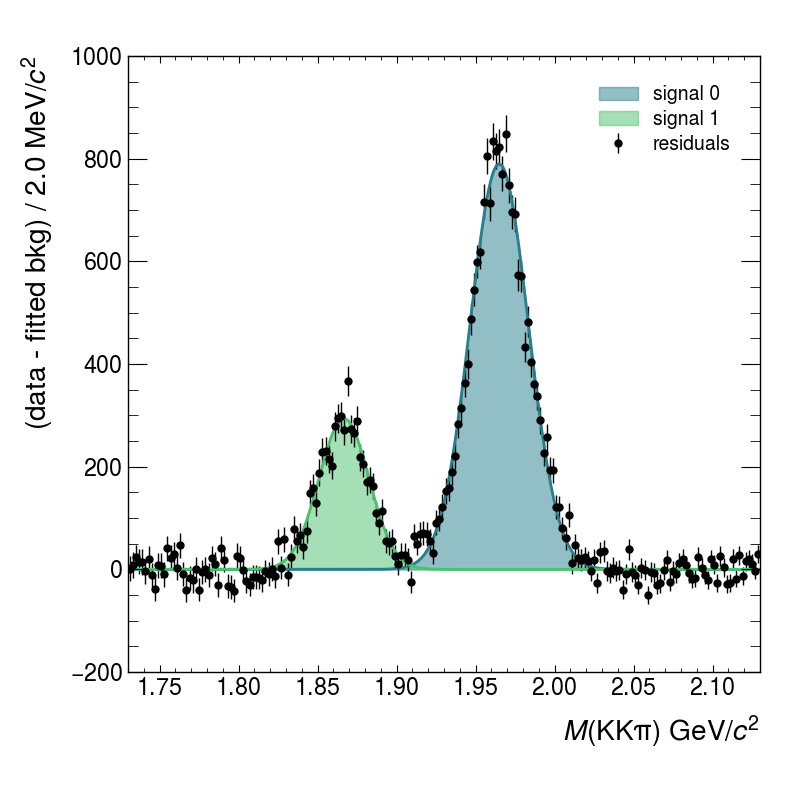 (data - fitted bkg) / 2.0 MeV/c²
1000
800
600
400
200
0
−200
signal 0
signal 1
residuals
1.75 1.80 1.85 1.90 1.95 2.00 2.05 2.10
M(KKπ) GeV/c²